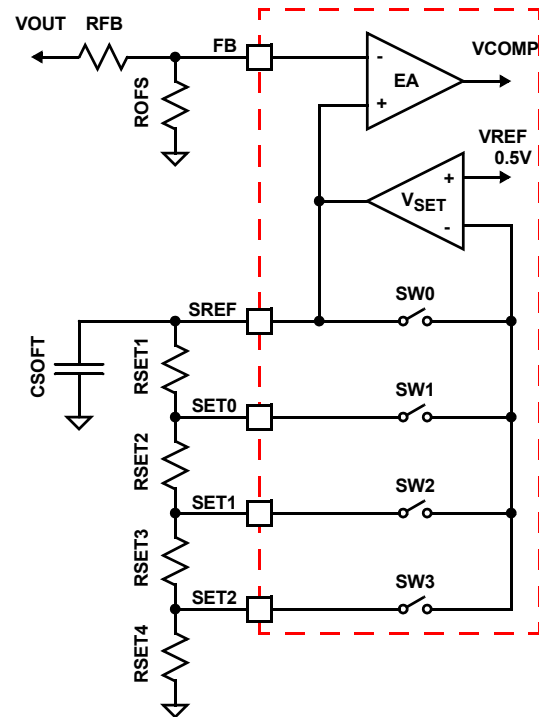 VOUT RFB FB VCOMP
- EA
+
ROFS
VREF
0.5V
+
VSET
-
SREF SW0
CSOFT
RSET1
SET0 SW1
RSET2
SET1 SW2
RSET3
SET2 SW3
RSET4